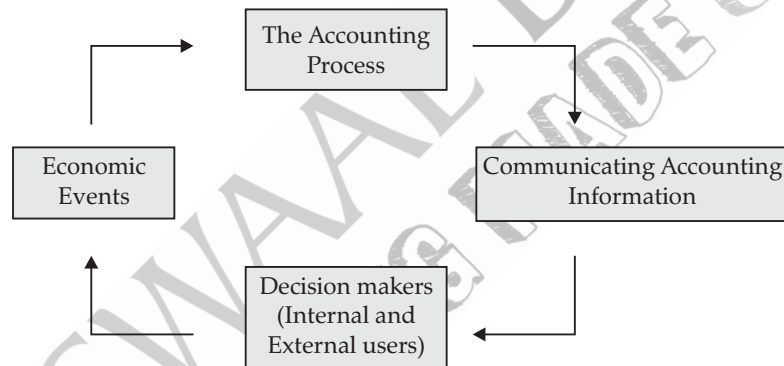 The Accounting
Process
Economic
Events
Communicating Accounting
Information
Decision makers
(Internal and
External users)